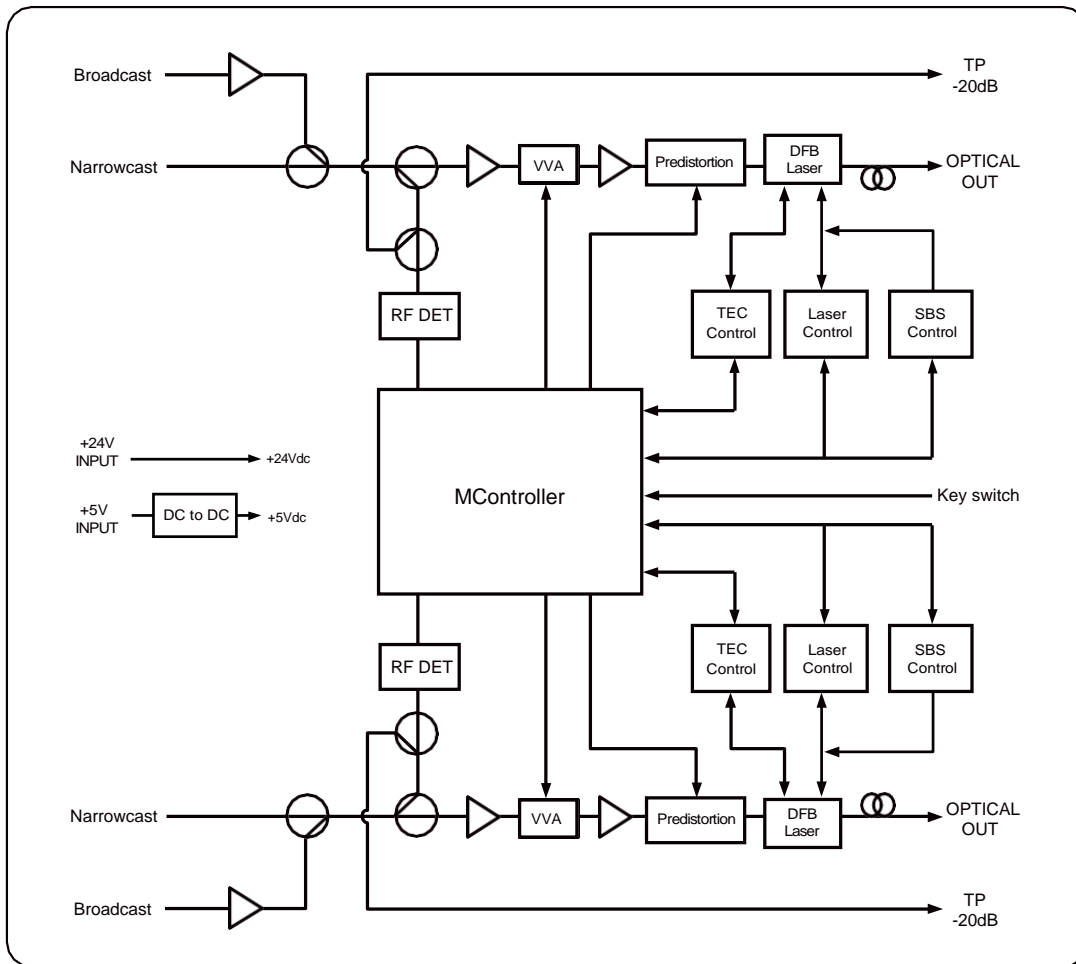 Broadcast
TP
-20dB
Narrowcast
VVA
Predistortion
DFB
Laser
OPTICAL
OUT
RF DET
TEC
Control
Laser
Control
SBS
Control
+24V
INPUT
+24Vdc
MController
Key switch
+5V
INPUT
DC to DC
+5Vdc
RF DET
TEC
Control
Laser
Control
SBS
Control
Narrowcast
VVA
Predistortion
DFB
Laser
OPTICAL
OUT
Broadcast
TP
-20dB